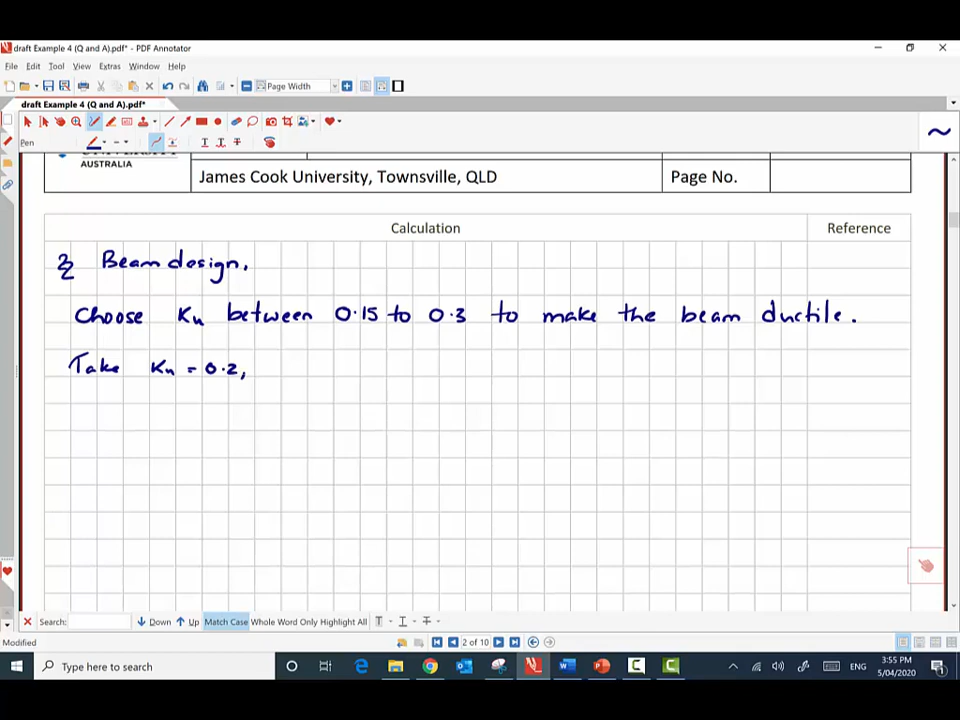 draft Example 4 (Q and A).pdf* - PDF Annotator
File Edit Tool View Extras Window Help
Page Width
draft Example 4 (Q and A).pdf*
Pen
AUSTRALIA
James Cook University, Townsville, QLD Page No.
Calculation Reference
2 Beam design.
Choose Ku between 0.15 to 0.3 to make the beam ductile.
Take Ku = 0.2,
Search: Down Up Match Case Whole Word Only Highlight All
Modified 2 of 10
Type here to search ENG 3:55 PM
5/04/2020